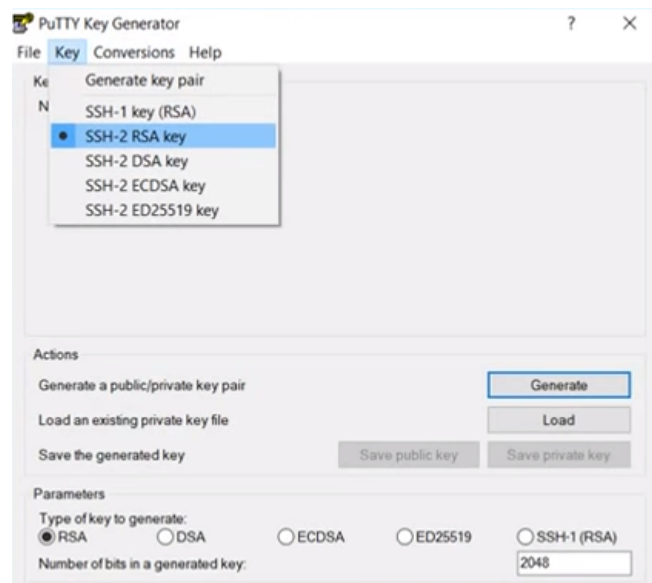 PuTTY Key Generator ? ×
File Key Conversions Help
Ke
Generate key pair
N
SSH-1 key (RSA)
SSH-2 RSA key
SSH-2 DSA key
SSH-2 ECDSA key
SSH-2 ED25519 key
Actions
Generate a public/private key pair Generate
Load an existing private key file Load
Save the generated key Save public key Save private key
Parameters
Type of key to generate:
RSA DSA ECDSA ED25519 SSH-1 (RSA)
Number of bits in a generated key: 2048